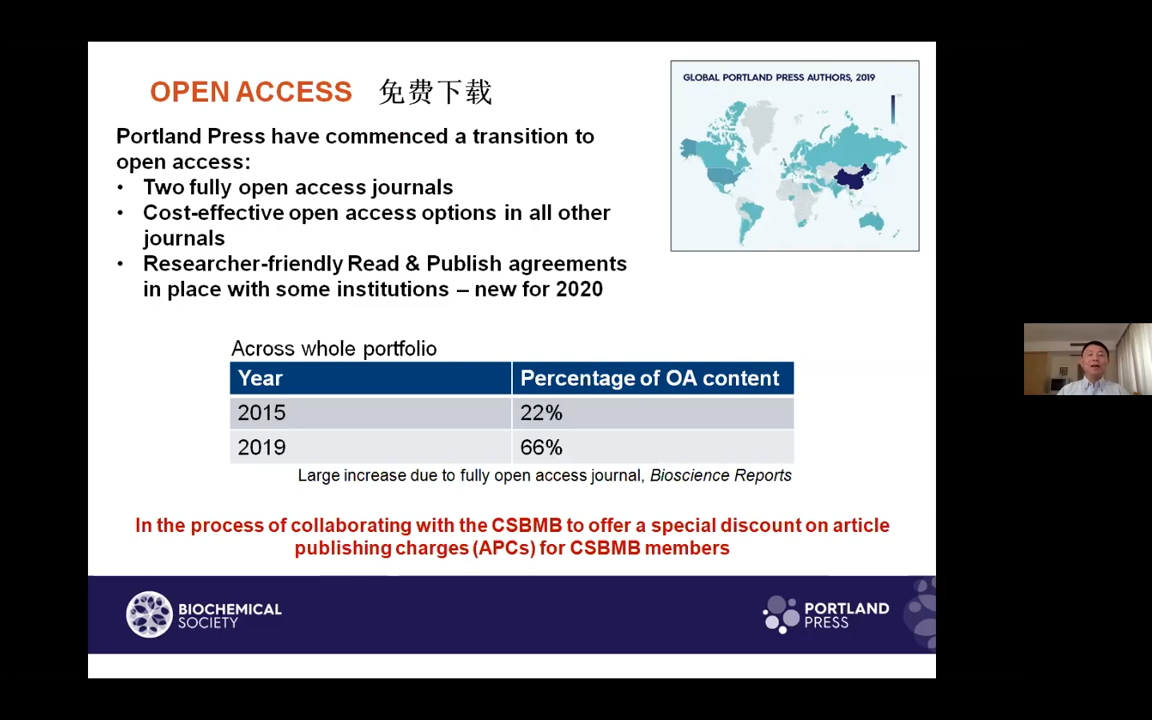 OPEN ACCESS 免费下载
GLOBAL PORTLAND PRESS AUTHORS, 2019
Portland Press have commenced a transition to
open access:
• Two fully open access journals
• Cost-effective open access options in all other
journals
• Researcher-friendly Read & Publish agreements
in place with some institutions – new for 2020
Across whole portfolio
Year Percentage of OA content
2015 22%
2019 66%
Large increase due to fully open access journal, Bioscience Reports
In the process of collaborating with the CSBMB to offer a special discount on article
publishing charges (APCs) for CSBMB members
BIOCHEMICAL
SOCIETY
PORTLAND
PRESS